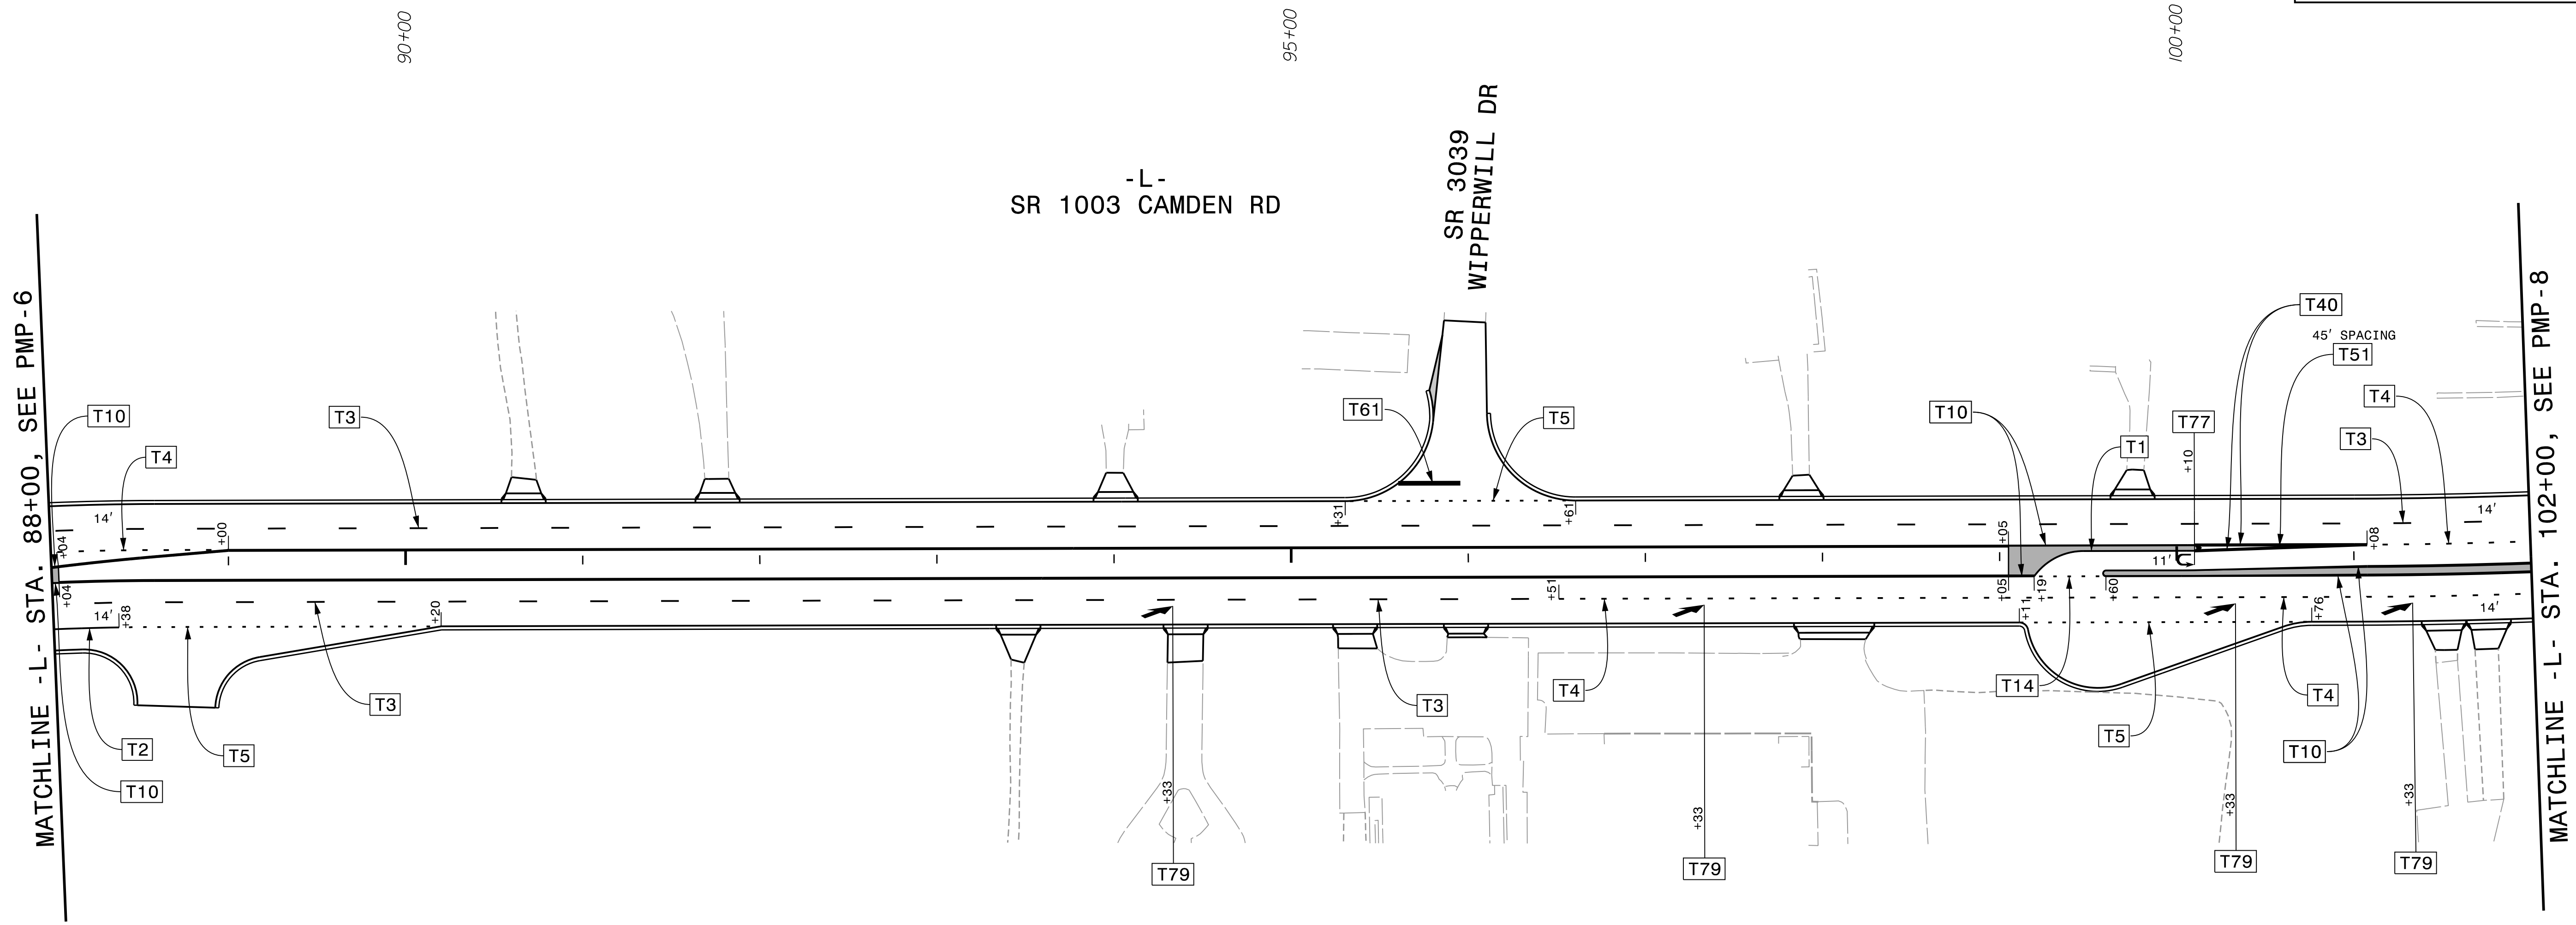 90+00
95+00
100+00
-L-
SR 1003 CAMDEN RD
SR 3039
WIPPERWILL DR
MATCHLINE -L- STA. 88+00, SEE PMP-6
MATCHLINE -L- STA. 102+00, SEE PMP-8
T40
45' SPACING
T51
T4
T10
T3
T61
T5
T10
T77
T3
T4
T1
+10
14'
+00
+31
+61
+05
14'
+04
+08
11'
+04
14'
+38
+20
+51
+05
+19
+11
+60
+76
14'
T2
T5
T3
T3
T4
T14
T4
T5
T10
T10
+33
+33
+33
+33
T79
T79
T79
T79